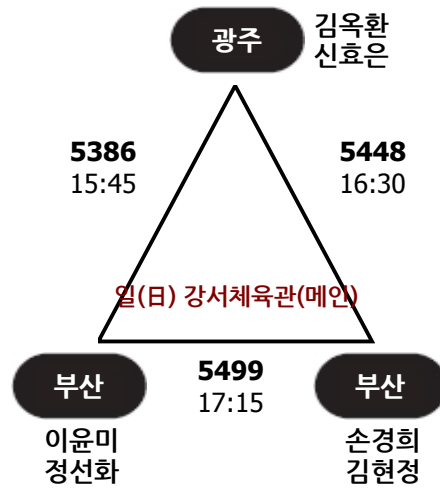 광주
김옥환
신효은
5386
15:45
5448
16:30
일(日) 강서체육관(메인)
부산
5499
17:15
부산
이윤미
정선화
손경희
김현정